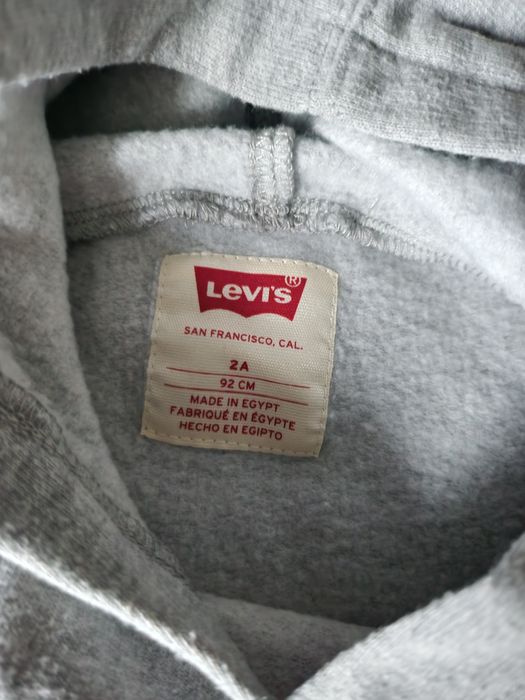 Levi's ®
SAN FRANCISCO, CAL.
2A
92 CM
MADE IN EGYPT
FABRIQUÉ EN ÉGYPTE
HECHO EN EGIPTO